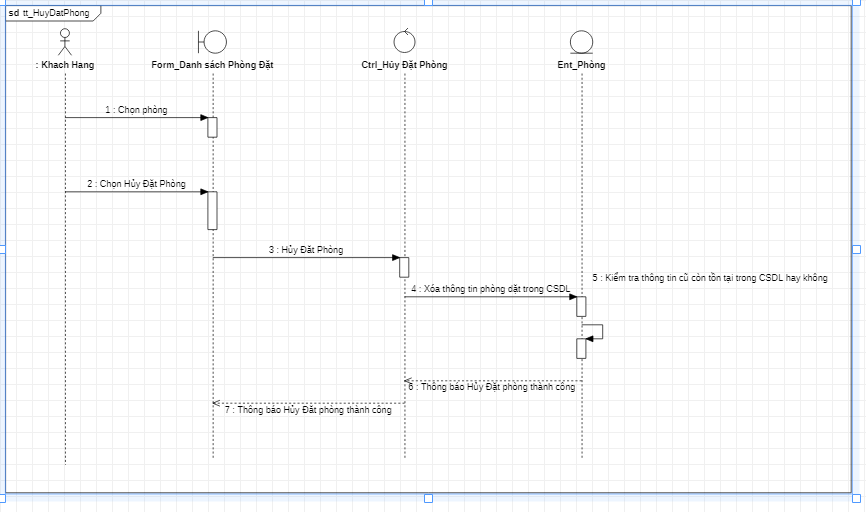 sd tt_HuyDatPhong
: Khach Hang
Form_Danh sách Phòng Đặt
Ctrl_Hủy Đặt Phòng
Ent_Phòng
1 : Chọn phòng
2 : Chọn Hủy Đặt Phòng
3 : Hủy Đăt Phòng
5 : Kiểm tra thông tin cũ còn tồn tại trong CSDL hay không
4 : Xóa thông tin phòng dặt trong CSDL
6 : Thông báo Hủy Đặt phòng thành công
7 : Thông báo Hủy Đăt phòng thành công